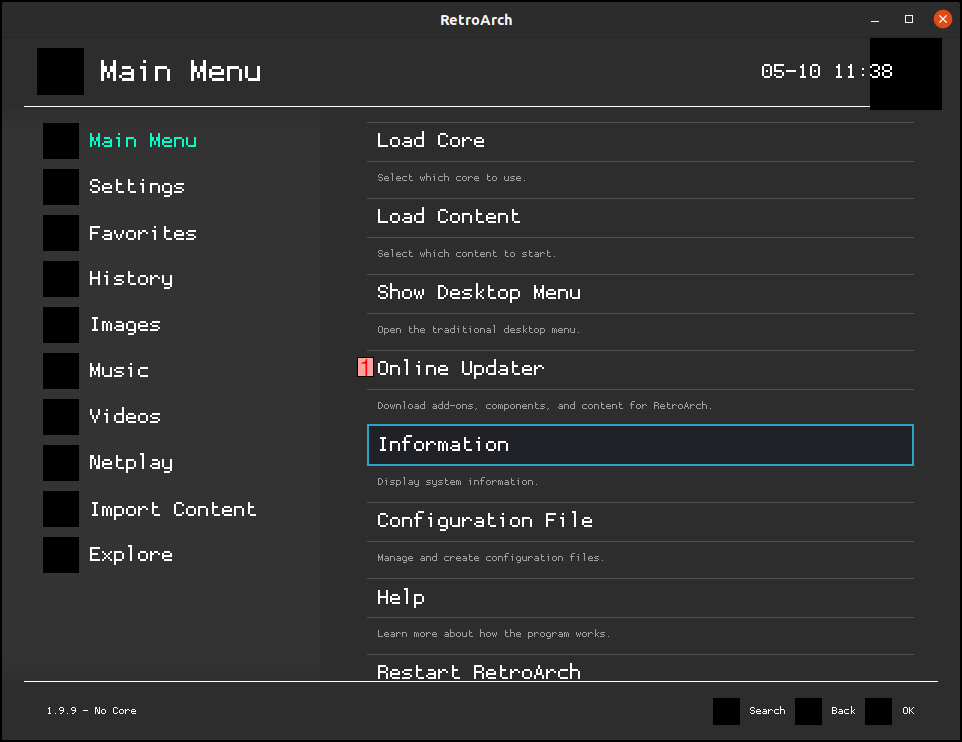 RetroArch
Main Menu
05-10 11:38
Main Menu
Settings
Favorites
History
Images
Music
Videos
Netplay
Import Content
Explore
Load Core
Select which core to use.
Load Content
Select which content to start.
Show Desktop Menu
Open the traditional desktop menu.
1 Online Updater
Download add-ons, components, and content for RetroArch.
Information
Display system information.
Configuration File
Manage and create configuration files.
Help
Learn more about how the program works.
Restart RetroArch
1.9.9 - No Core
Search Back OK